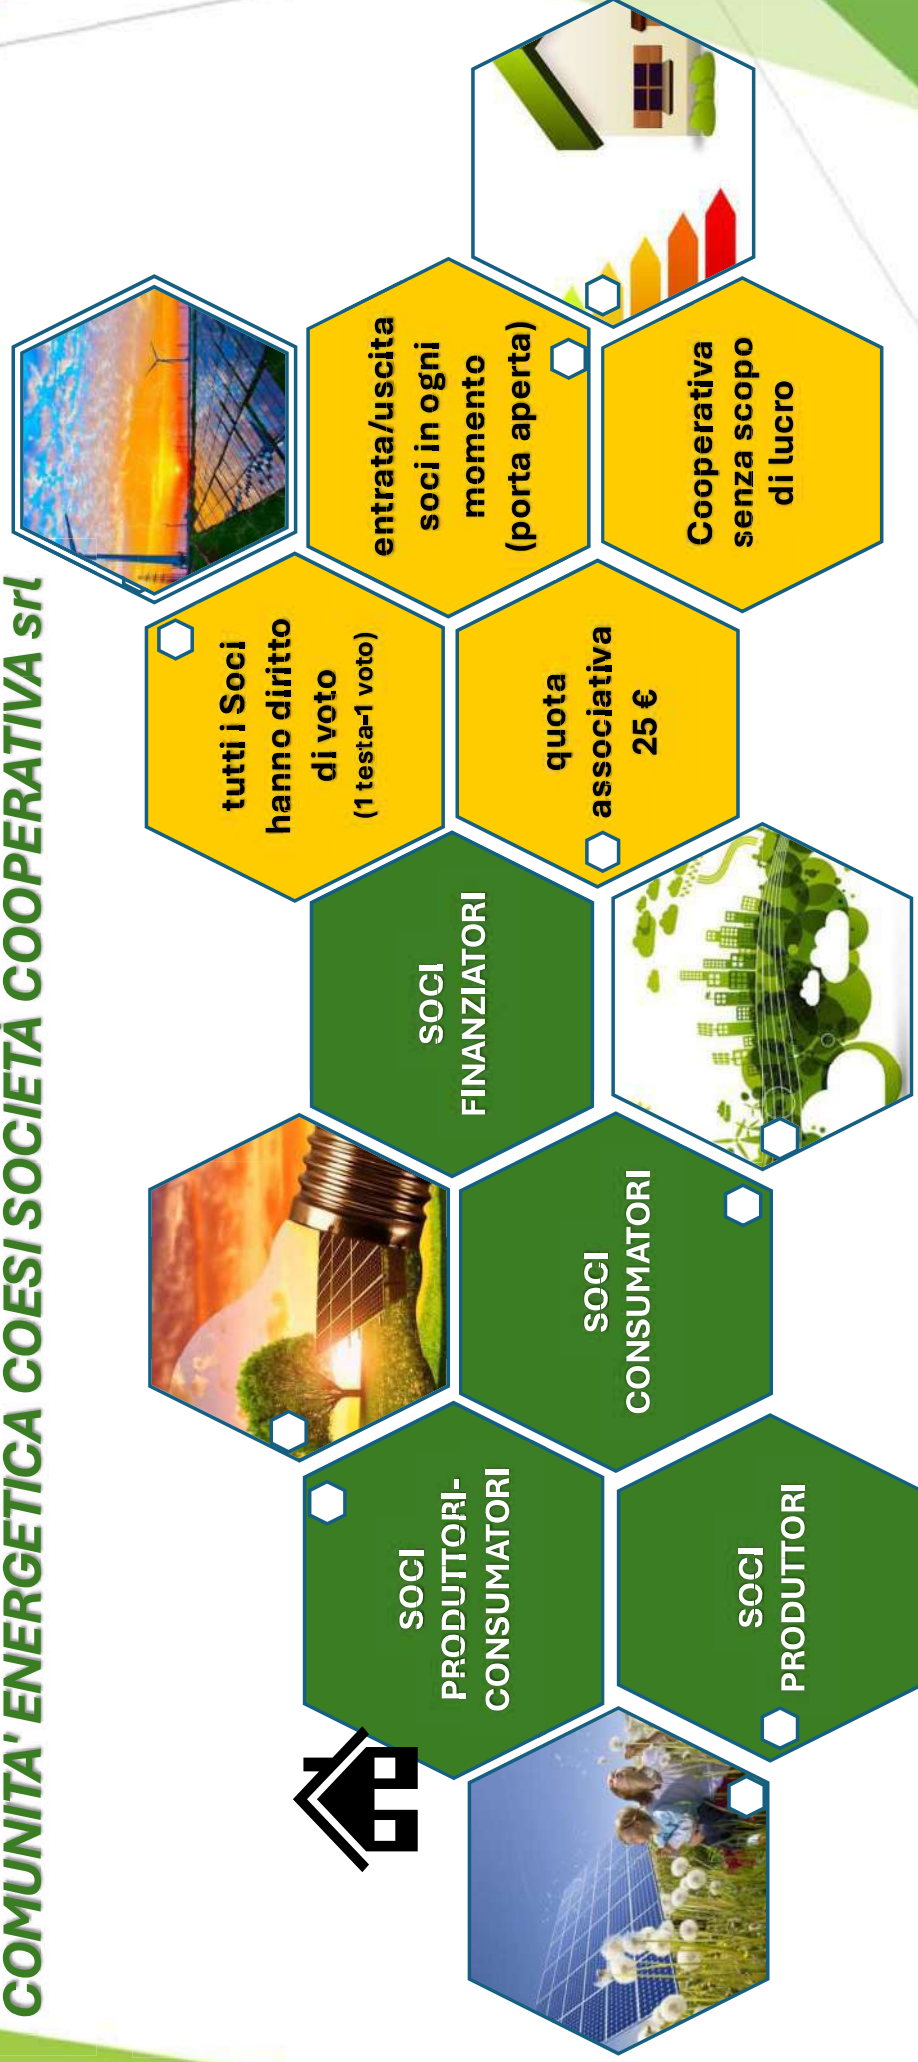 COMUNITA' ENERGETICA COESI SOCIETÀ COOPERATIVA srl
SOCI
PRODUTTORI-
CONSUMATORI
SOCI
PRODUTTORI
SOCI
CONSUMATORI
SOCI
FINANZIATORI
tutti i Soci
hanno diritto
di voto
(1 testa-1 voto)
quota
associativa
25 €
entrata/uscita
soci in ogni
momento
(porta aperta)
Cooperativa
senza scopo
di lucro